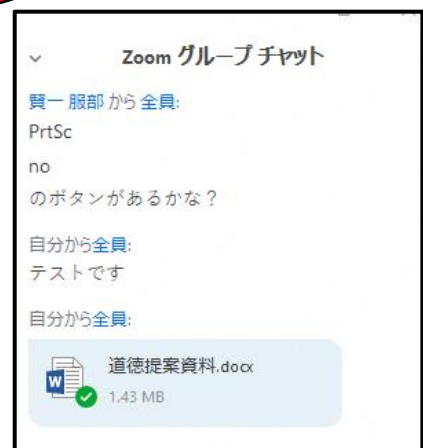 Zoom グループ チャット
賢一 服部 から 全員:
PrtSc
no
のボタンがあるかな？
自分から全員:
テストです
自分から全員:
道徳提案資料.docx
W
1.43 MB